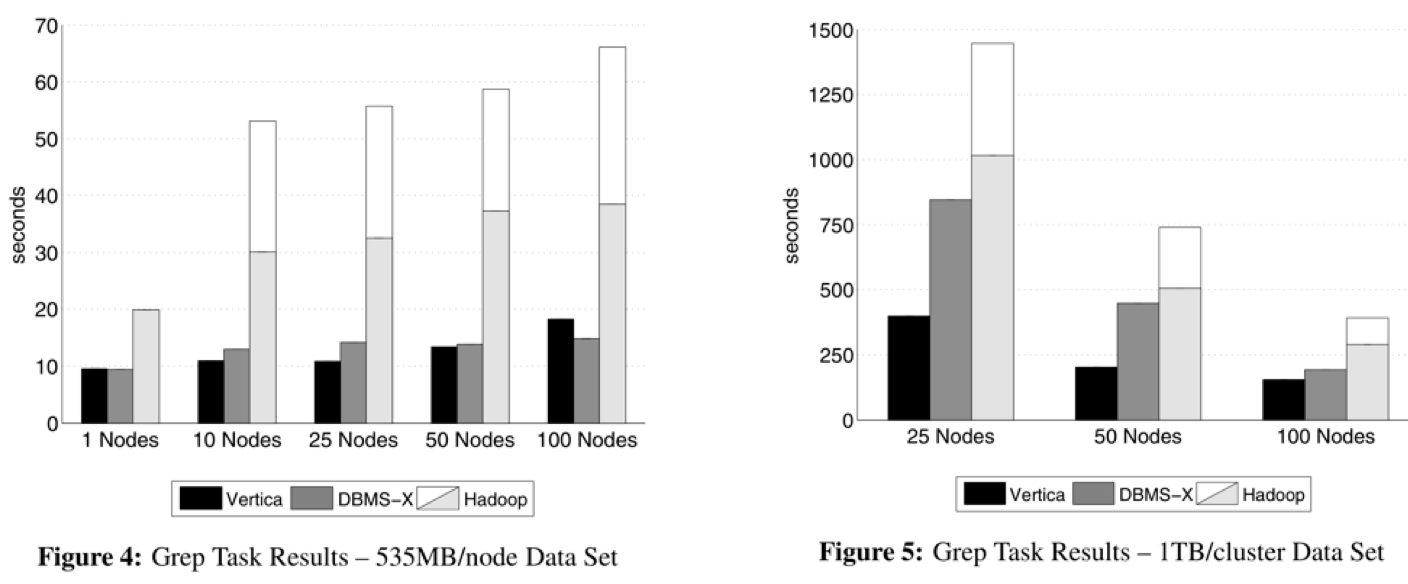 70
60
50
40
30
20
10
0
seconds
1 Nodes 10 Nodes 25 Nodes 50 Nodes 100 Nodes
Vertica DBMS−X Hadoop
Figure 4: Grep Task Results – 535MB/node Data Set
1500
1250
1000
750
500
250
0
seconds
25 Nodes 50 Nodes 100 Nodes
Vertica DBMS−X Hadoop
Figure 5: Grep Task Results – 1TB/cluster Data Set